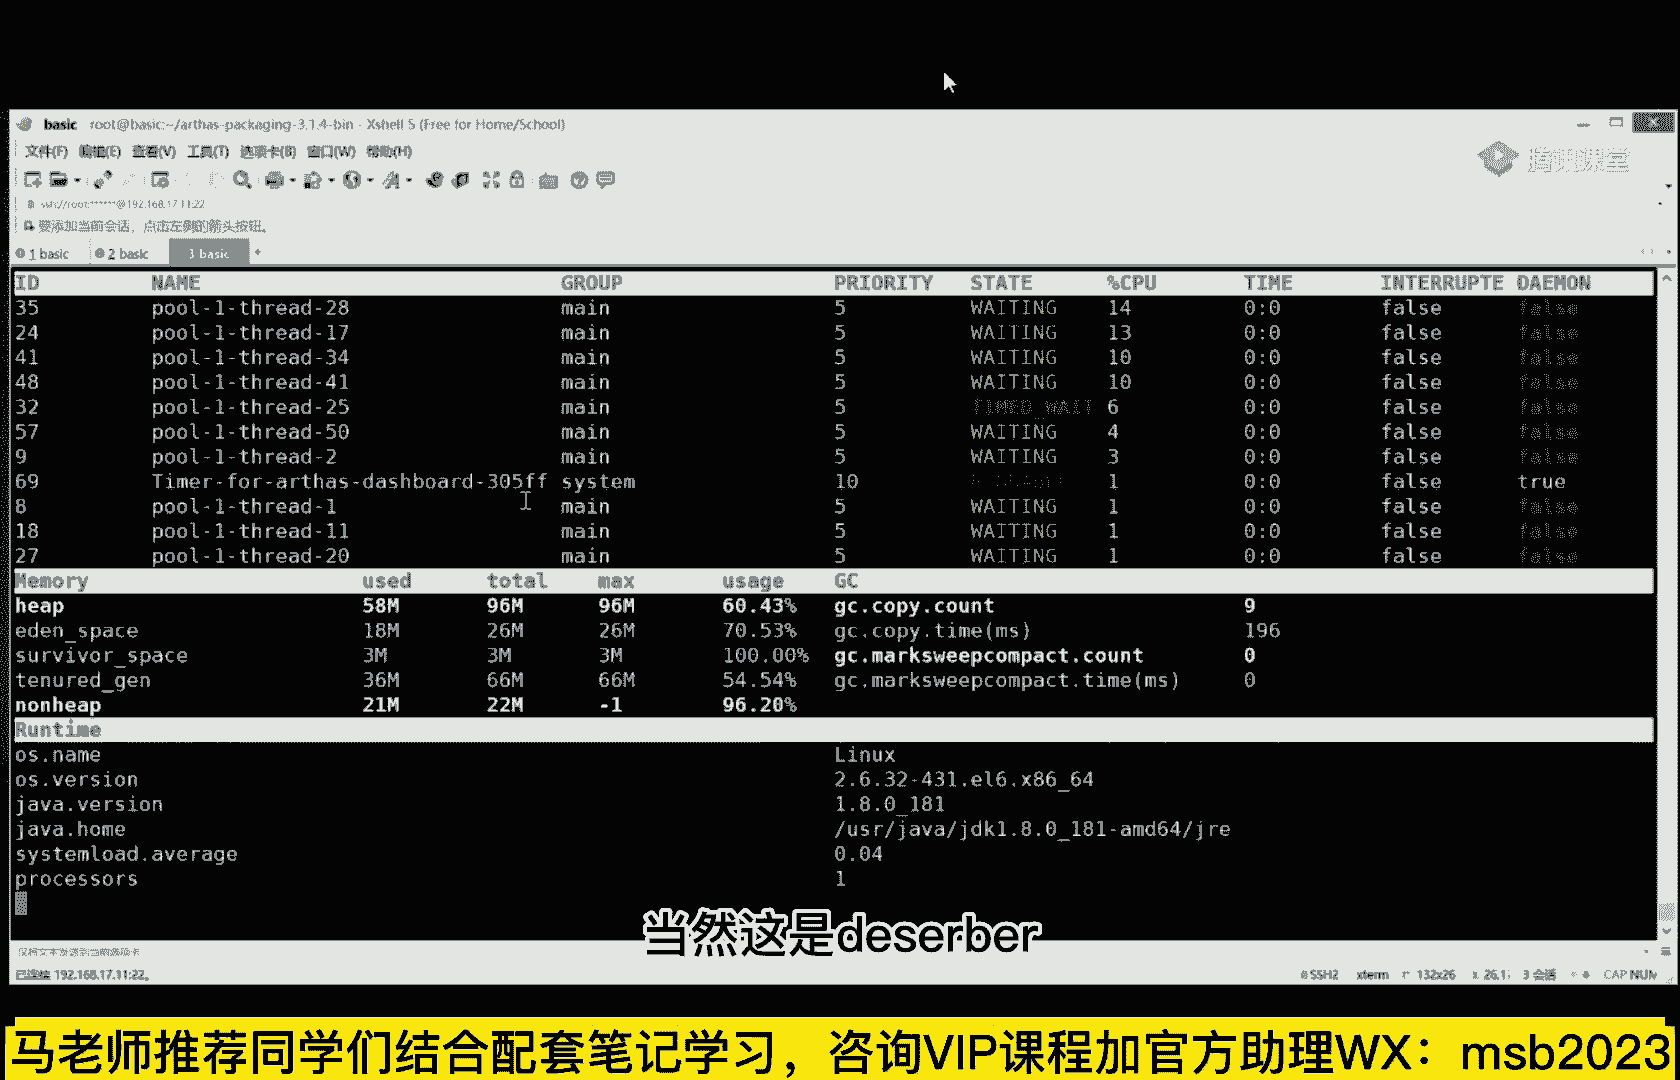 basic root@basic:~/arthas-packaging-3.1.4-bin - Xshell 5 (Free for Home/School)
文件(F) 编辑(E) 查看(V) 工具(T) 选项卡(B) 窗口(W) 帮助(H)
腾讯课堂
ssh://root:******@192.168.17.11:22
要添加当前会话，点击左侧的箭头按钮。
1 basic 2 basic 3 basic +
ID NAME GROUP PRIORITY STATE %CPU TIME INTERRUPTE DAEMON
35 pool-1-thread-28 main 5 WAITING 14 0:0 false false
24 pool-1-thread-17 main 5 WAITING 13 0:0 false false
41 pool-1-thread-34 main 5 WAITING 10 0:0 false false
48 pool-1-thread-41 main 5 WAITING 10 0:0 false false
32 pool-1-thread-25 main 5 TIMED_WAIT 6 0:0 false false
57 pool-1-thread-50 main 5 WAITING 4 0:0 false false
9 pool-1-thread-2 main 5 WAITING 3 0:0 false false
69 Timer-for-arthas-dashboard-305ff system 10 1 0:0 false true
8 pool-1-thread-1 main 5 WAITING 1 0:0 false false
18 pool-1-thread-11 main 5 WAITING 1 0:0 false false
27 pool-1-thread-20 main 5 WAITING 1 0:0 false false
Memory used total max usage GC
heap 58M 96M 96M 60.43% gc.copy.count 9
eden_space 18M 26M 26M 70.53% gc.copy.time(ms) 196
survivor_space 3M 3M 3M 100.00% gc.marksweepcompact.count 0
tenured_gen 36M 66M 66M 54.54% gc.marksweepcompact.time(ms) 0
nonheap 21M 22M -1 96.20%
Runtime
os.name Linux
os.version 2.6.32-431.el6.x86_64
java.version 1.8.0_181
java.home /usr/java/jdk1.8.0_181-amd64/jre
systemload.average 0.04
processors 1
当然这是deserber
仅将文本发送到当前选项卡
已连接 192.168.17.11:22。 SSH2 xterm 132x26 26,1 3 会话 CAP NUM
马老师推荐同学们结合配套笔记学习，咨询VIP课程加官方助理WX：msb2023